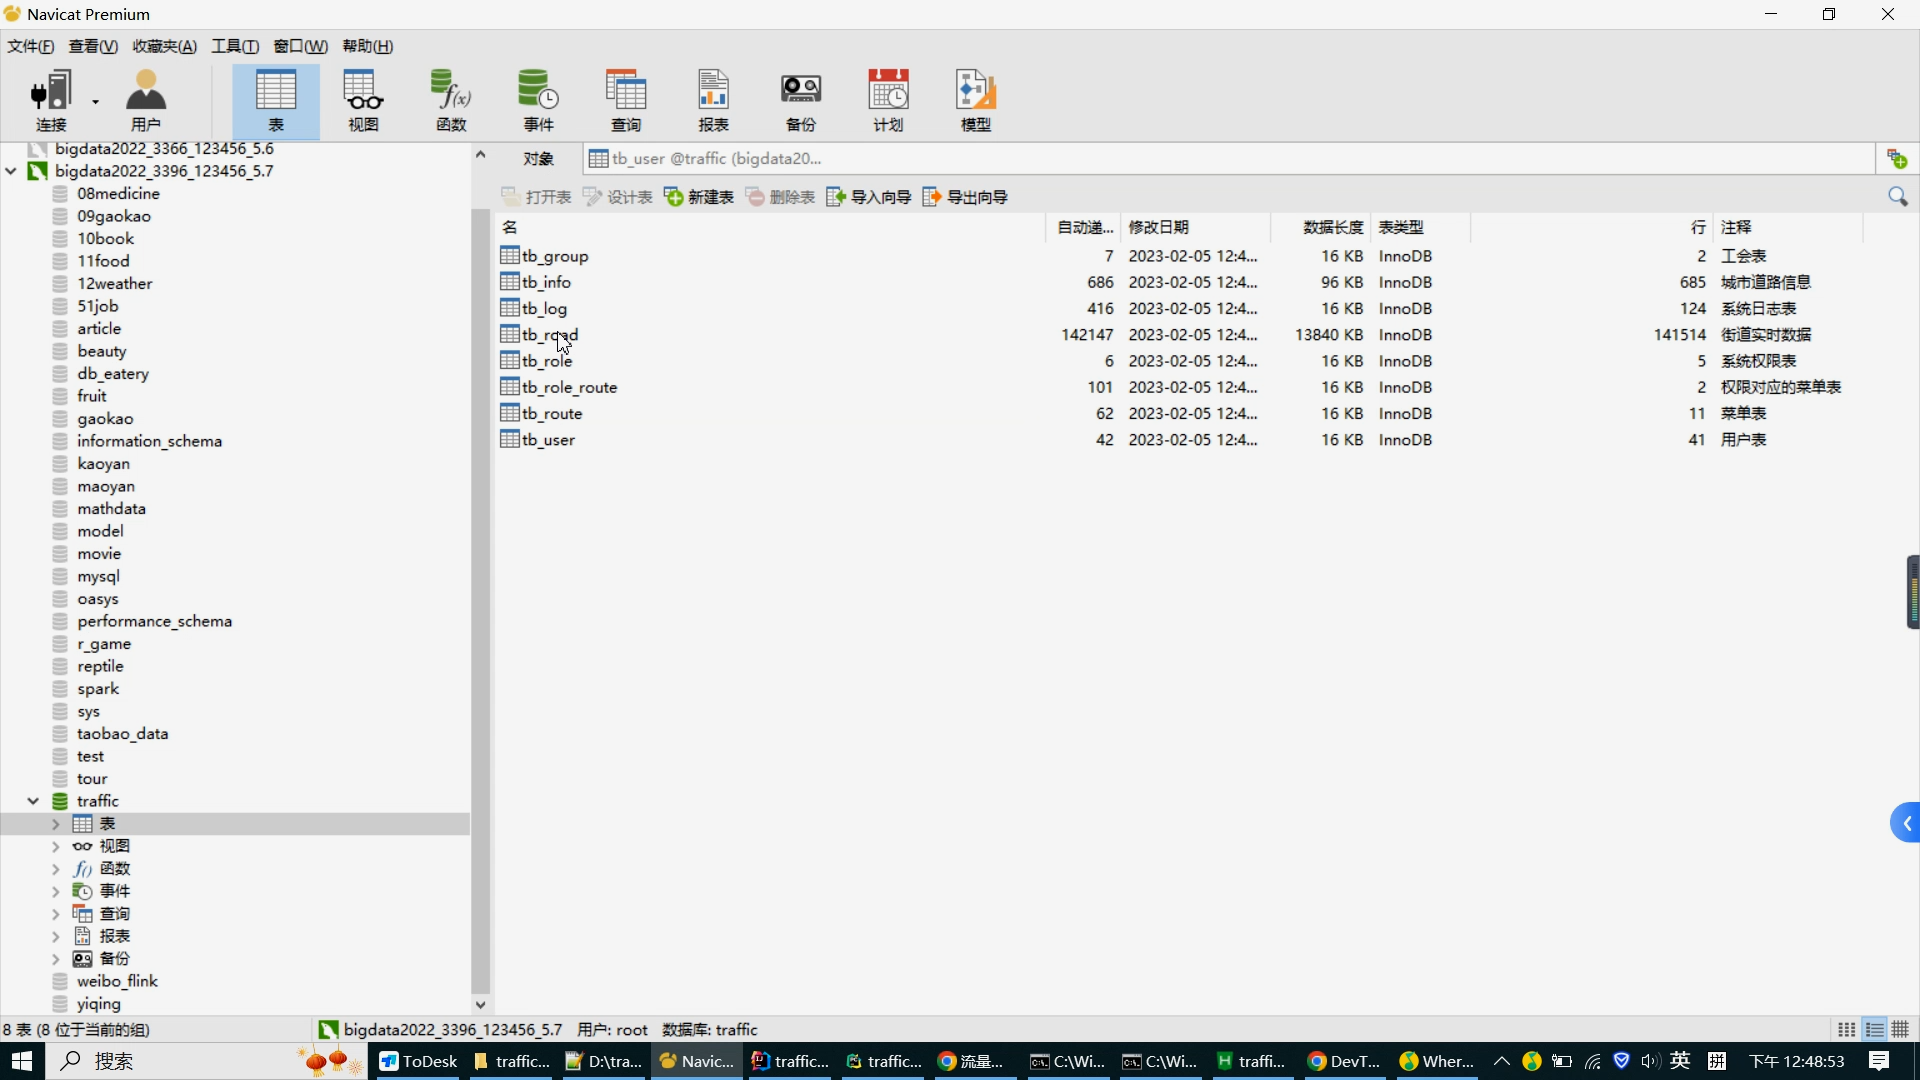 Navicat Premium
文件(F) 查看(V) 收藏夹(A) 工具(T) 窗口(W) 帮助(H)
连接 用户 表 视图 函数 f(x) 事件 查询 报表 备份 计划 模型
bigdata2022_3366_123456_5.6
bigdata2022_3396_123456_5.7
08medicine
09gaokao
10book
11food
12weather
51job
article
beauty
db_eatery
fruit
gaokao
information_schema
kaoyan
maoyan
mathdata
model
movie
mysql
oasys
performance_schema
r_game
reptile
spark
sys
taobao_data
test
tour
traffic
表
视图
函数
事件
查询
报表
备份
weibo_flink
yiqing
对象 tb_user @traffic (bigdata20...
打开表 设计表 新建表 删除表 导入向导 导出向导
名 自动递... 修改日期 数据长度 表类型 行 注释
tb_group 7 2023-02-05 12:4... 16 KB InnoDB 2 工会表
tb_info 686 2023-02-05 12:4... 96 KB InnoDB 685 城市道路信息
tb_log 416 2023-02-05 12:4... 16 KB InnoDB 124 系统日志表
tb_road 142147 2023-02-05 12:4... 13840 KB InnoDB 141514 街道实时数据
tb_role 6 2023-02-05 12:4... 16 KB InnoDB 5 系统权限表
tb_role_route 101 2023-02-05 12:4... 16 KB InnoDB 2 权限对应的菜单表
tb_route 62 2023-02-05 12:4... 16 KB InnoDB 11 菜单表
tb_user 42 2023-02-05 12:4... 16 KB InnoDB 41 用户表
8 表 (8 位于当前的组) bigdata2022_3396_123456_5.7 用户: root 数据库: traffic
搜索 ToDesk traffic... D:\tra... Navic... traffic... traffic... 流量... C:\Wi... C:\Wi... traffi... DevT... Wher... 英 拼 下午 12:48:53